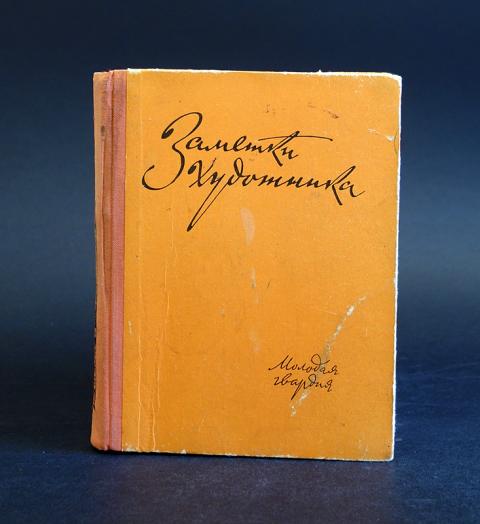 Заметки
художника
Молодая
гвардия